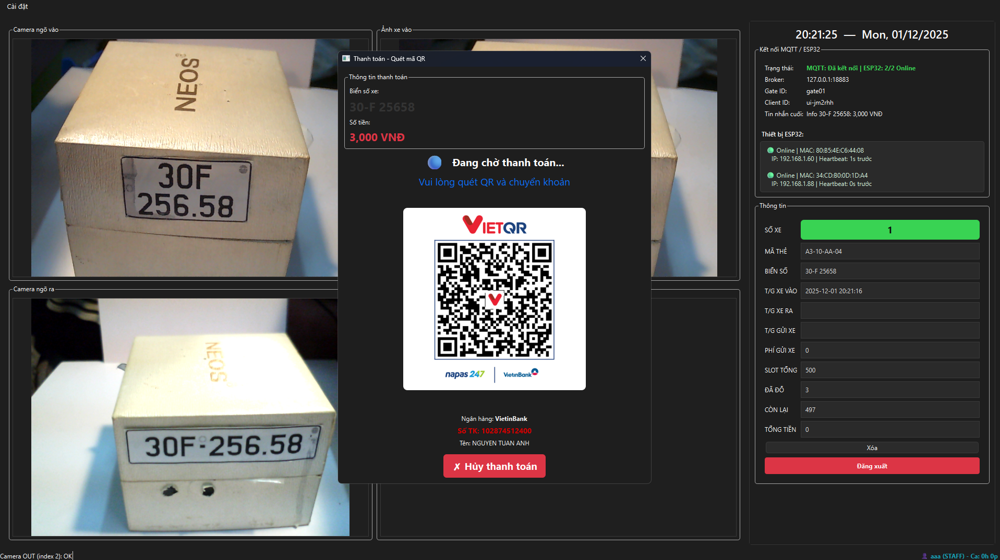 Cài đặt
Camera ngõ vào
NEOS
30F
256.58
Ảnh xe vào
Camera ngõ ra
NEOS
30F-256.58
Thanh toán - Quét mã QR
Thông tin thanh toán
Biển số xe:
30-F 25658
Số tiền:
3,000 VNĐ
Đang chờ thanh toán...
Vui lòng quét QR và chuyển khoản
VIETQR
napas 247
VietinBank
Ngân hàng: VietinBank
Số TK: 102874512400
Tên: NGUYEN TUAN ANH
✗ Hủy thanh toán
20:21:25 — Mon, 01/12/2025
Kết nối MQTT / ESP32
Trạng thái: MQTT: Đã kết nối | ESP32: 2/2 Online
Broker: 127.0.0.1:18883
Gate ID: gate01
Client ID: ui-jm2rhh
Tin nhắn cuối: Info 30-F 25658: 3,000 VNĐ
Thiết bị ESP32:
Online | MAC: 80:B5:4E:C6:44:08
IP: 192.168.1.60 | Heartbeat: 1s trước
Online | MAC: 34:CD:B0:0D:1D:A4
IP: 192.168.1.88 | Heartbeat: 0s trước
Thông tin
SỐ XE 1
MÃ THẺ A3-10-AA-04
BIỂN SỐ 30-F 25658
T/G XE VÀO 2025-12-01 20:21:16
T/G XE RA
T/G GỬI XE
PHÍ GỬI XE 0
SLOT TỔNG 500
ĐÃ ĐỖ 3
CÒN LẠI 497
TỔNG TIỀN 0
Xóa
Đăng xuất
Camera OUT (index 2): OK
aaa (STAFF) - Ca: 0h 0p